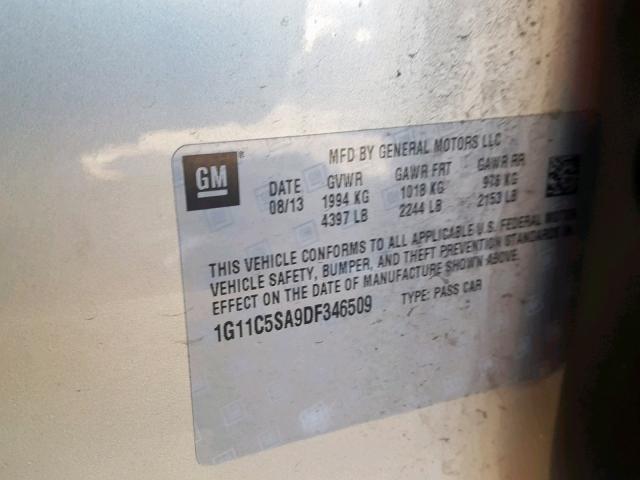 GM
MFD BY GENERAL MOTORS LLC
DATE GVWR GAWR FRT GAWR RR
08/13 1994 KG 1018 KG 976 KG
4397 LB 2244 LB 2153 LB
THIS VEHICLE CONFORMS TO ALL APPLICABLE U.S. FEDERAL MOTOR
VEHICLE SAFETY, BUMPER, AND THEFT PREVENTION STANDARDS IN
EFFECT ON THE DATE OF MANUFACTURE SHOWN ABOVE.
1G11C5SA9DF346509 TYPE: PASS CAR